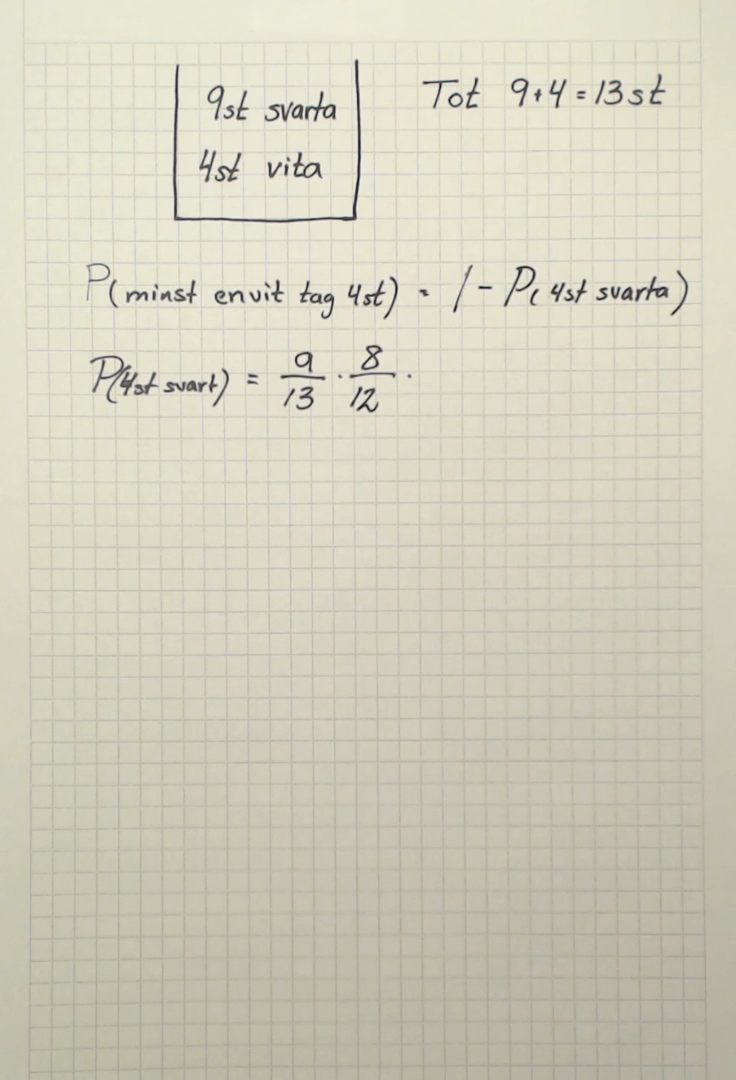 9st svarta
4st vita
Tot 9+4=13st
P(minst en vit tag 4st) = 1 - P(4st svarta)
P(4st svart) = 9/13 · 8/12 ·